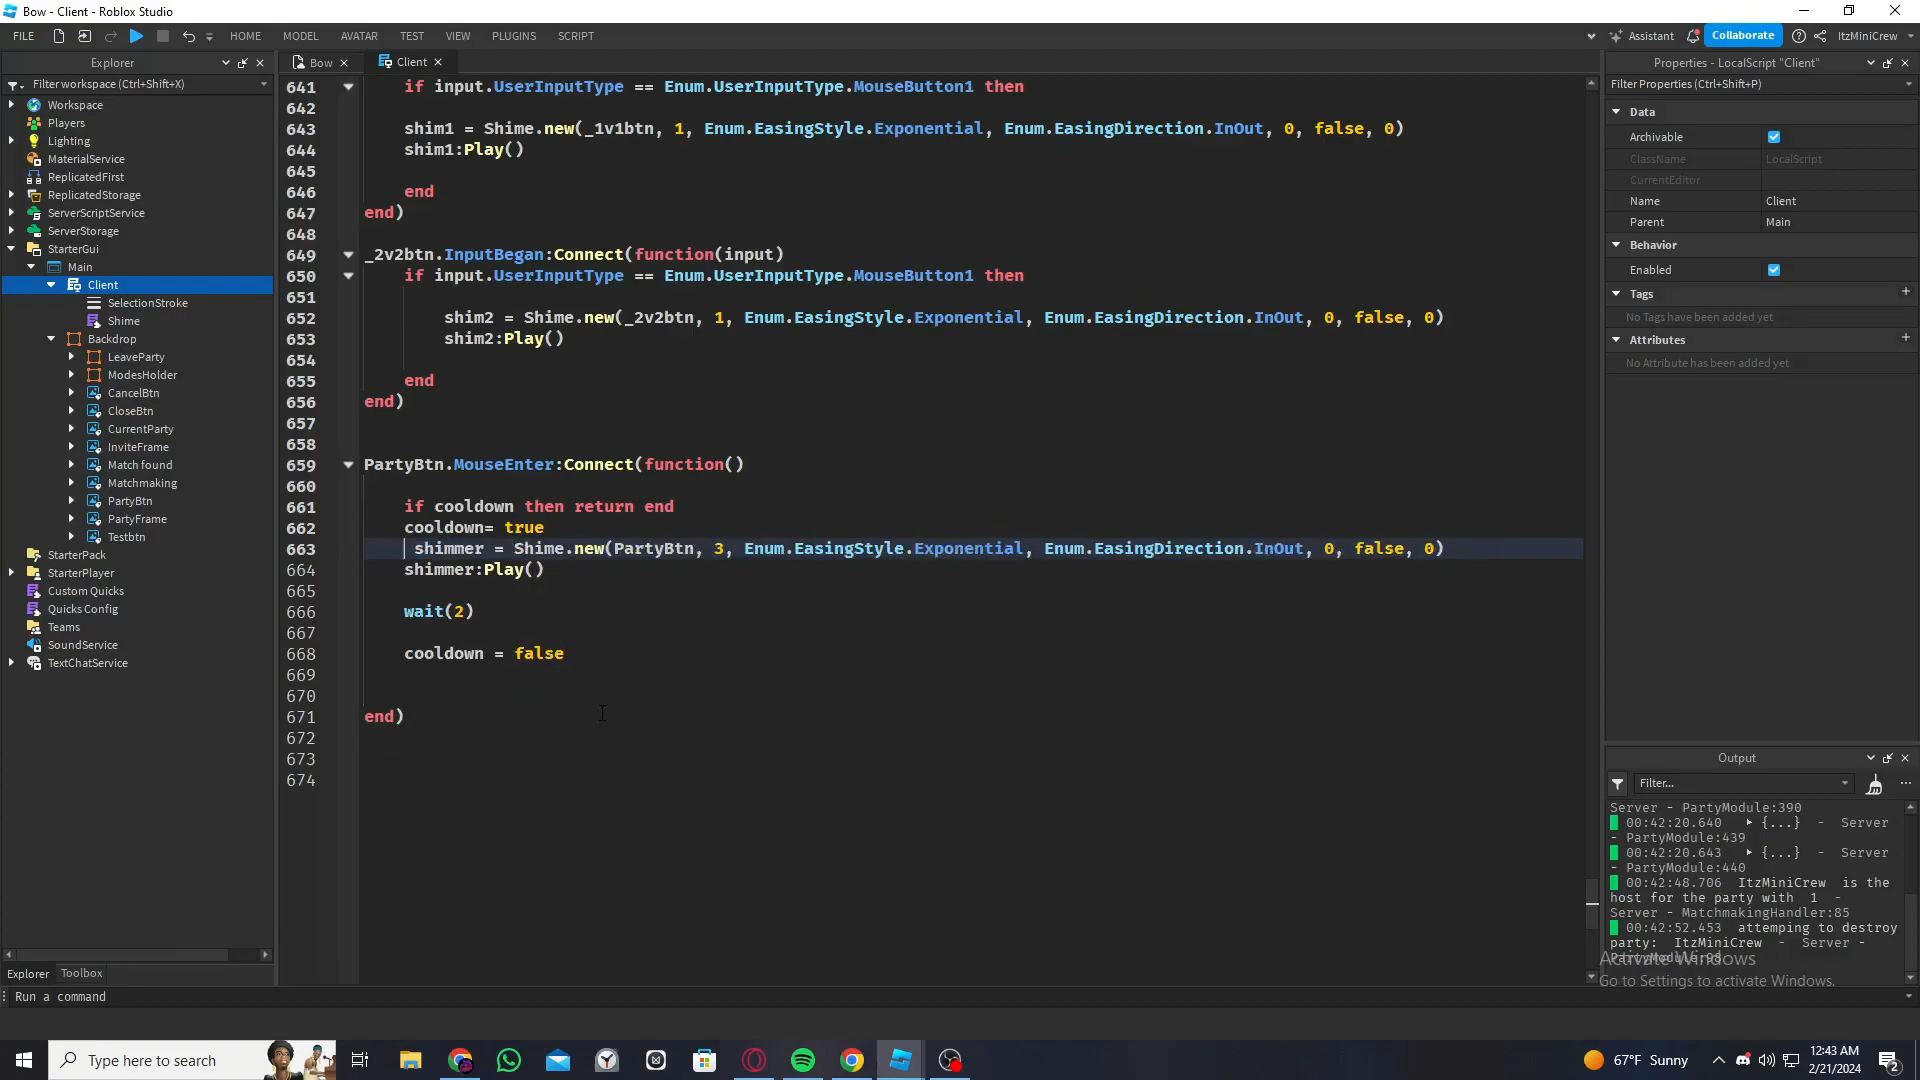 Bow - Client - Roblox Studio
FILE
HOME
MODEL
AVATAR
TEST
VIEW
PLUGINS
SCRIPT
Assistant
Collaborate
ItzMiniCrew
Explorer
Filter workspace (Ctrl+Shift+X)
Workspace
Players
Lighting
MaterialService
ReplicatedFirst
ReplicatedStorage
ServerScriptService
ServerStorage
StarterGui
Main
Client
SelectionStroke
Shime
Backdrop
LeaveParty
ModesHolder
CancelBtn
CloseBtn
CurrentParty
InviteFrame
Match found
Matchmaking
PartyBtn
PartyFrame
Testbtn
StarterPack
StarterPlayer
Custom Quicks
Quicks Config
Teams
SoundService
TextChatService
Explorer
Toolbox
Bow
Client
641 if input.UserInputType == Enum.UserInputType.MouseButton1 then
642
643 shim1 = Shime.new(_1v1btn, 1, Enum.EasingStyle.Exponential, Enum.EasingDirection.InOut, 0, false, 0)
644 shim1:Play()
645
646 end
647 end)
648
649 _2v2btn.InputBegan:Connect(function(input)
650 if input.UserInputType == Enum.UserInputType.MouseButton1 then
651
652 shim2 = Shime.new(_2v2btn, 1, Enum.EasingStyle.Exponential, Enum.EasingDirection.InOut, 0, false, 0)
653 shim2:Play()
654
655 end
656 end)
657
658
659 PartyBtn.MouseEnter:Connect(function()
660
661 if cooldown then return end
662 cooldown= true
663 shimmer = Shime.new(PartyBtn, 3, Enum.EasingStyle.Exponential, Enum.EasingDirection.InOut, 0, false, 0)
664 shimmer:Play()
665
666 wait(2)
667
668 cooldown = false
669
670
671 end)
672
673
674
Properties - LocalScript "Client"
Filter Properties (Ctrl+Shift+P)
Data
Archivable
ClassName LocalScript
CurrentEditor
Name Client
Parent Main
Behavior
Enabled
Tags
No Tags have been added yet
Attributes
No Attribute has been added yet
Output
Filter...
Server - PartyModule:390
00:42:20.640 {...} - Server
- PartyModule:439
00:42:20.643 {...} - Server
- PartyModule:440
00:42:48.706 ItzMiniCrew is the
host for the party with 1 -
Server - MatchmakingHandler:85
00:42:52.453 attemping to destroy
party: ItzMiniCrew - Server -
PartyModule:98
Activate Windows
Go to Settings to activate Windows.
Run a command
Type here to search
67°F Sunny
12:43 AM
2/21/2024
2